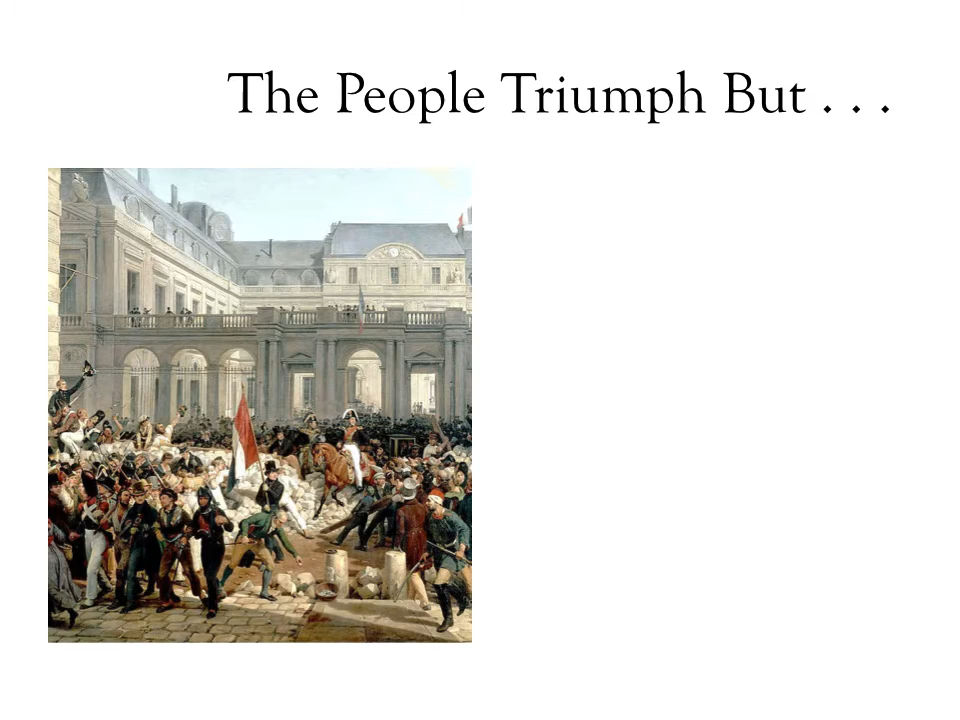 The People Triumph But . . .